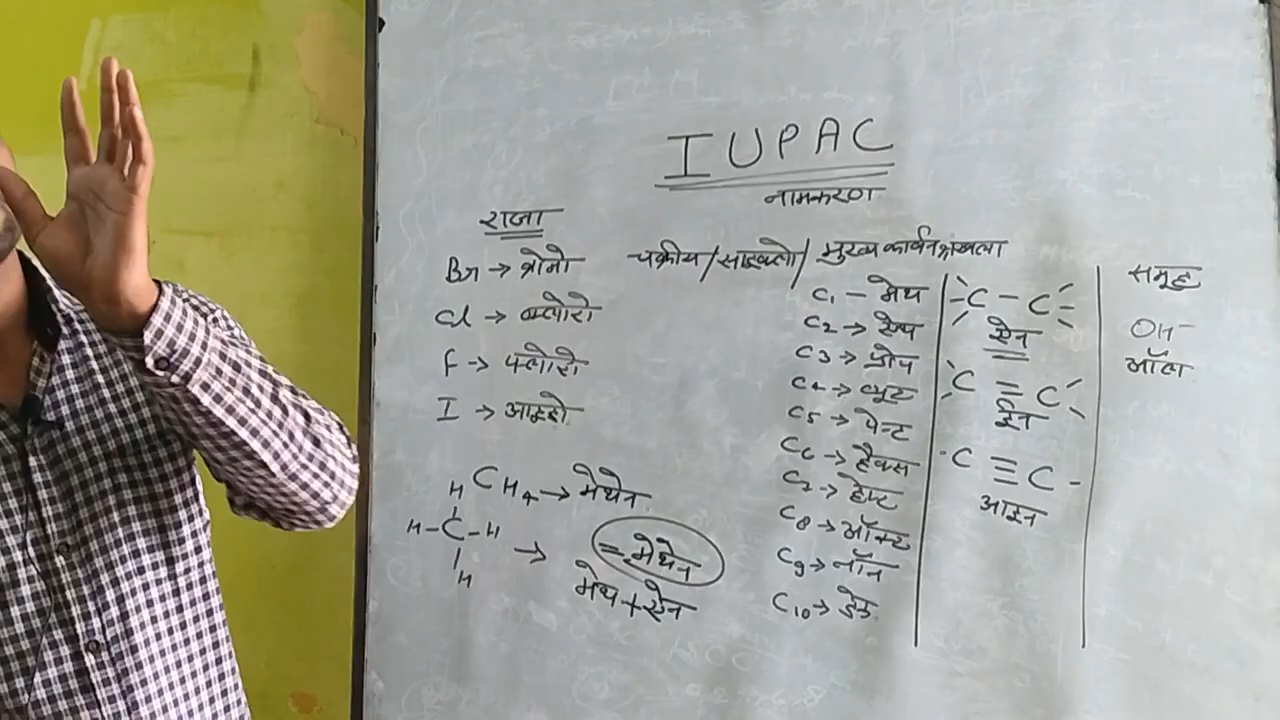 IUPAC
नामकरण
राजा
Br → ब्रोमो
Cl → क्लोरो
F → फ्लोरो
I → आइडो
CH4 → मेथेन
H
H-C-H →
H
= मेथेन
मेथ + ऐन
चक्रीय / साइक्लो / मुख्य कार्बन श्रृंखला
C1 - मेथ
C2 → ऐथ
C3 → प्रोप
C4 → ब्यूट
C5 → पेन्ट
C6 → हैक्स
C7 → हेप्ट
C8 → ऑक्ट
C9 → नॉन
C10 → डेक
C - C
ऐन
C = C
ईन
C ≡ C -
आइन
समूह
OH-
ऑल